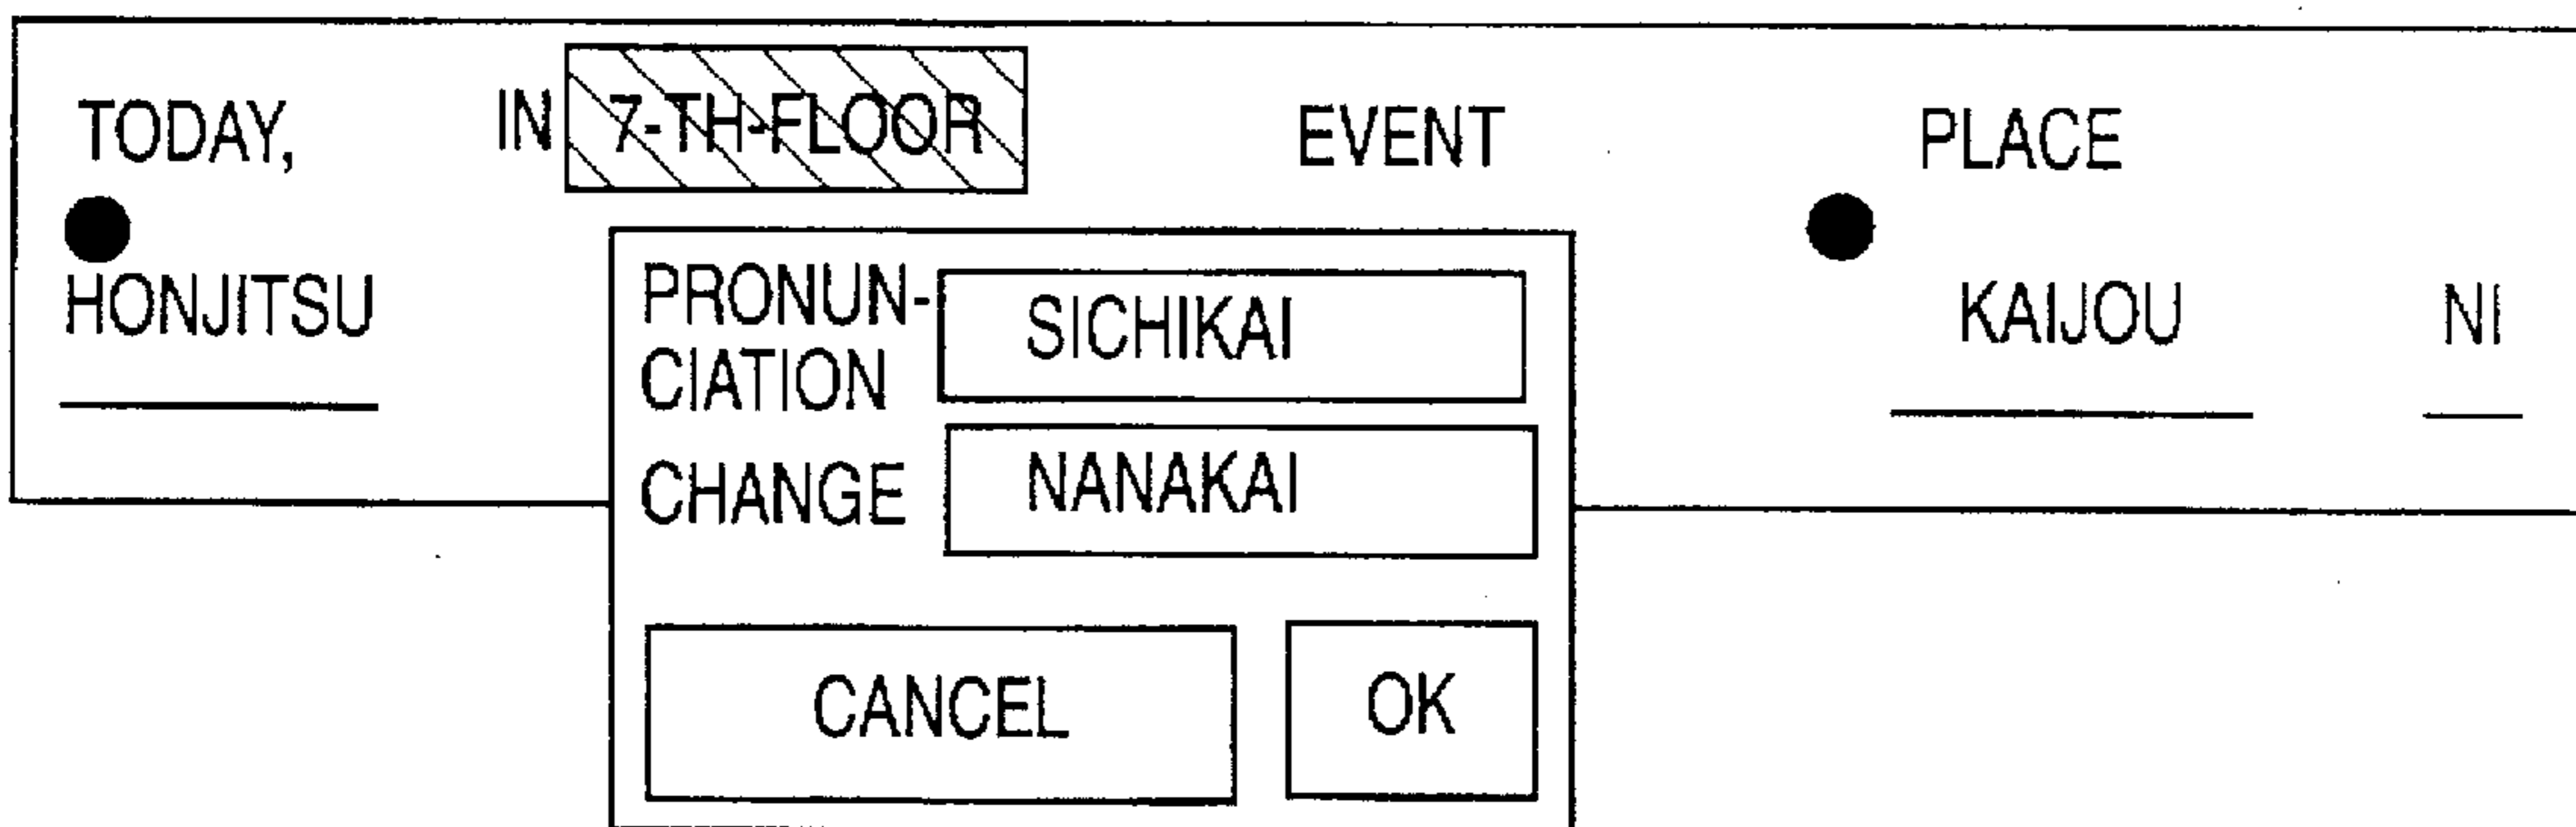 TODAY, IN 7-TH-FLOOR EVENT PLACE
HONJITSU KAIJOU NI
PRONUN-
CIATION SICHIKAI
CHANGE NANAKAI
CANCEL OK